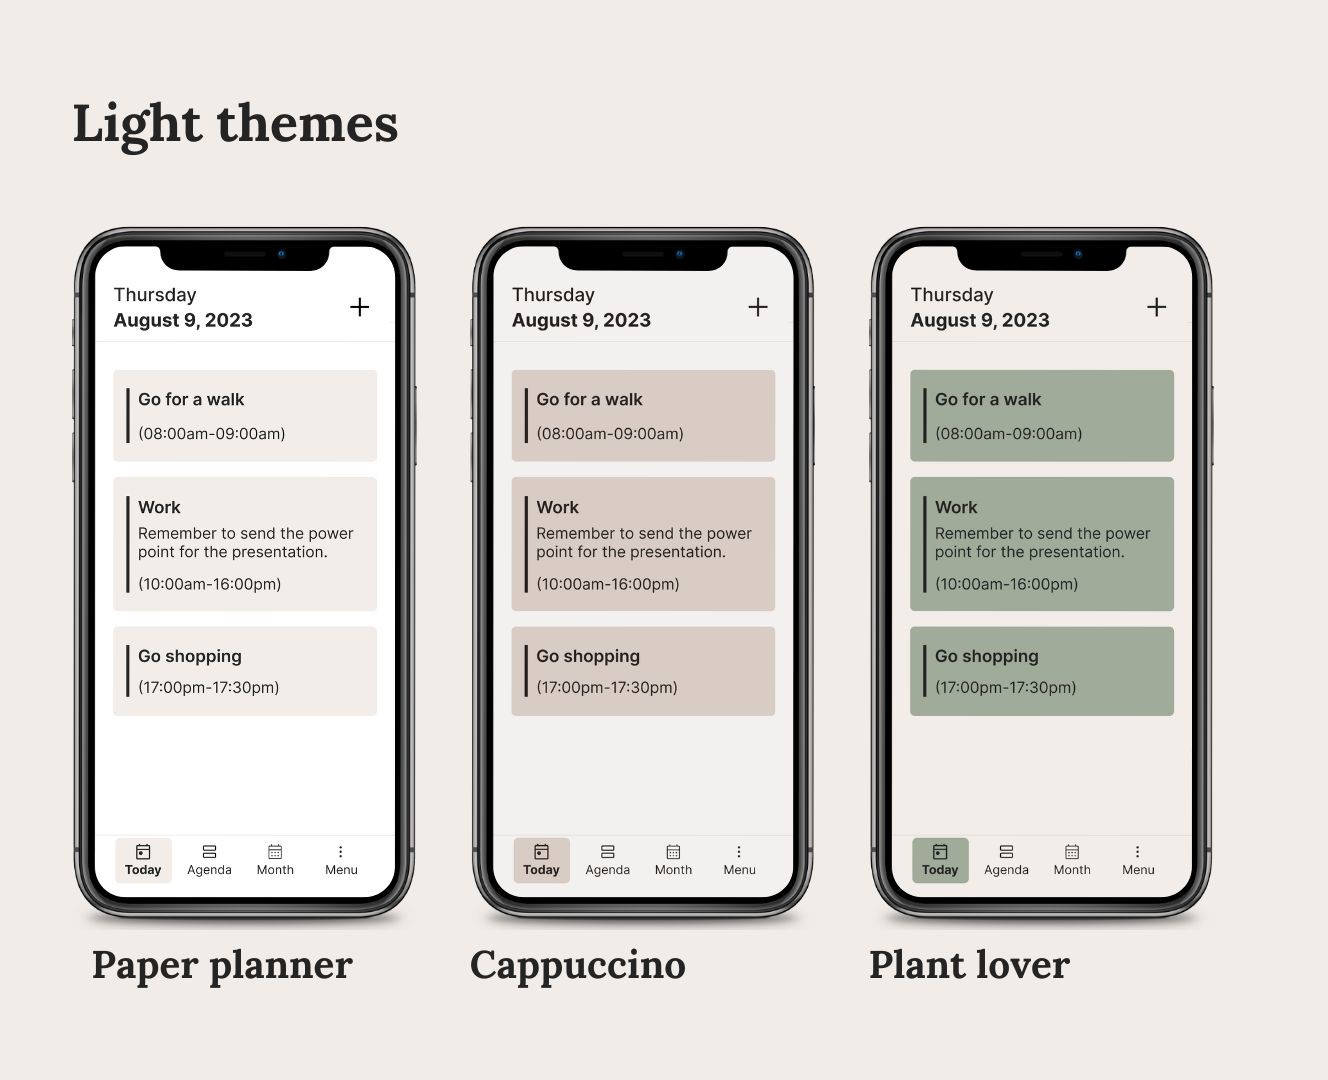 Light themes
Thursday
August 9, 2023
Go for a walk
(08:00am-09:00am)
Work
Remember to send the power
point for the presentation.
(10:00am-16:00pm)
Go shopping
(17:00pm-17:30pm)
Today
Agenda
Month
Menu
Paper planner
Thursday
August 9, 2023
Go for a walk
(08:00am-09:00am)
Work
Remember to send the power
point for the presentation.
(10:00am-16:00pm)
Go shopping
(17:00pm-17:30pm)
Today
Agenda
Month
Menu
Cappuccino
Thursday
August 9, 2023
Go for a walk
(08:00am-09:00am)
Work
Remember to send the power
point for the presentation.
(10:00am-16:00pm)
Go shopping
(17:00pm-17:30pm)
Today
Agenda
Month
Menu
Plant lover